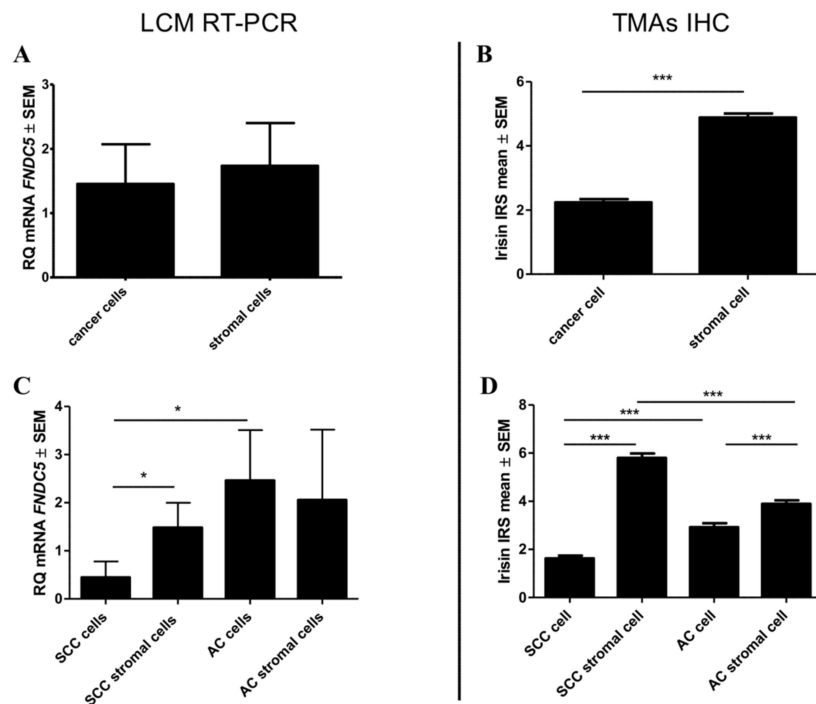 LCM RT-PCR
TMAs IHC
A
RQ mRNA FNDC5 ± SEM
3
2
1
0
cancer cells
stromal cells
B
Irisin IRS mean ± SEM
6
4
2
0
***
cancer cell
stromal cell
C
RQ mRNA FNDC5 ± SEM
4
3
2
1
0
*
*
SCC cells
SCC stromal cells
AC cells
AC stromal cells
D
Irisin IRS mean ± SEM
8
6
4
2
0
***
***
***
***
SCC cell
SCC stromal cell
AC cell
AC stromal cell